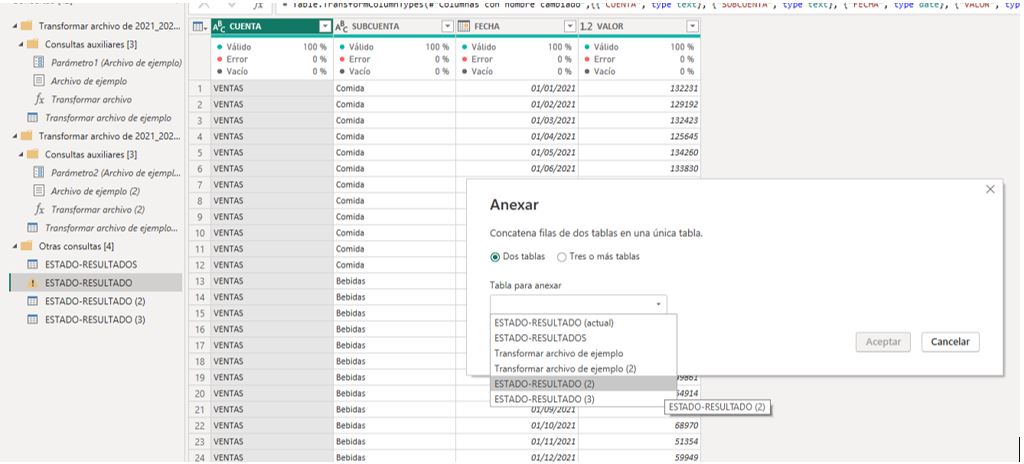 Transformar archivo de 2021_202...
Consultas auxiliares [3]
Parámetro1 (Archivo de ejemplo)
Archivo de ejemplo
fx Transformar archivo
Transformar archivo de ejemplo
Transformar archivo de 2021_202...
Consultas auxiliares [3]
Parámetro2 (Archivo de ejempl...
Archivo de ejemplo (2)
fx Transformar archivo (2)
Transformar archivo de ejemplo...
Otras consultas [4]
ESTADO-RESULTADOS
ESTADO-RESULTADO
ESTADO-RESULTADO (2)
ESTADO-RESULTADO (3)
= Table.TransformColumnTypes(#"Columnas con nombre cambiado",{{"CUENTA", type text}, {"SUBCUENTA", type text}, {"FECHA", type date}, {"VALOR", typ
ABC CUENTA ABC SUBCUENTA FECHA 1.2 VALOR
Válido 100 % Válido 100 % Válido 100 % Válido 100 %
Error 0 % Error 0 % Error 0 % Error 0 %
Vacío 0 % Vacío 0 % Vacío 0 % Vacío 0 %
1 VENTAS Comida 01/01/2021 132231
2 VENTAS Comida 01/02/2021 129192
3 VENTAS Comida 01/03/2021 132423
4 VENTAS Comida 01/04/2021 125645
5 VENTAS Comida 01/05/2021 134260
6 VENTAS Comida 01/06/2021 133830
7 VENTAS Comida
8 VENTAS Comida
9 VENTAS Comida
10 VENTAS Comida
11 VENTAS Comida
12 VENTAS Comida
13 VENTAS Bebidas
14 VENTAS Bebidas
15 VENTAS Bebidas
16 VENTAS Bebidas
17 VENTAS Bebidas
18 VENTAS Bebidas
19 VENTAS Bebidas
20 VENTAS Bebidas
21 VENTAS Bebidas 01/09/2021
22 VENTAS Bebidas 01/10/2021 68970
23 VENTAS Bebidas 01/11/2021 51354
24 VENTAS Bebidas 01/12/2021 59949
Anexar
Concatena filas de dos tablas en una única tabla.
Dos tablas Tres o más tablas
Tabla para anexar
ESTADO-RESULTADO (actual)
ESTADO-RESULTADOS
Transformar archivo de ejemplo
Transformar archivo de ejemplo (2)
ESTADO-RESULTADO (2)
ESTADO-RESULTADO (3)
ESTADO-RESULTADO (2)
Aceptar Cancelar